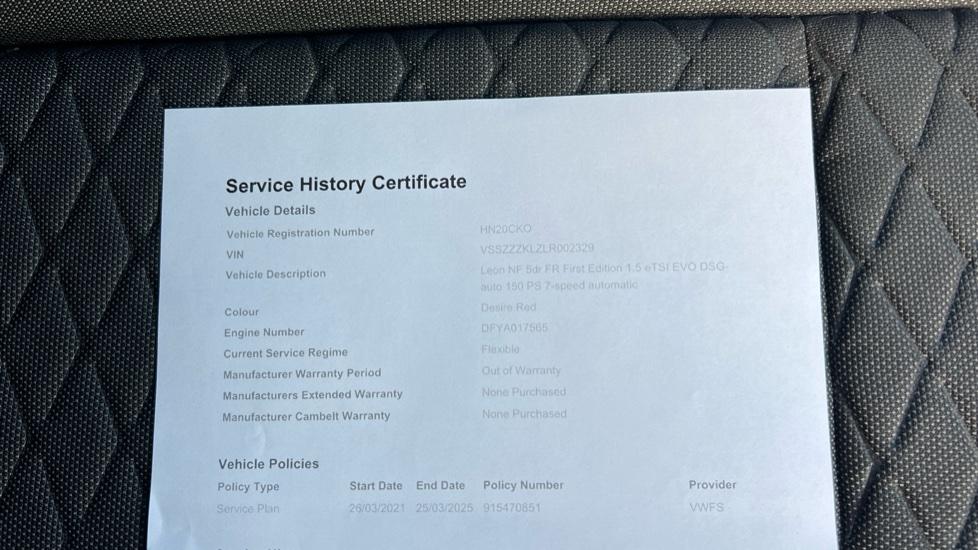 Service History Certificate
Vehicle Details
Vehicle Registration Number HN20CKO
VIN VSSZZZKLZLR002329
Vehicle Description Leon NF 5dr FR First Edition 1.5 eTSI EVO DSG-
auto 150 PS 7-speed automatic
Colour Desire Red
Engine Number DFYA017565
Current Service Regime Flexible
Manufacturer Warranty Period Out of Warranty
Manufacturers Extended Warranty None Purchased
Manufacturer Cambelt Warranty None Purchased
Vehicle Policies
Policy Type Start Date End Date Policy Number Provider
Service Plan 26/03/2021 25/03/2025 915470851 VWFS